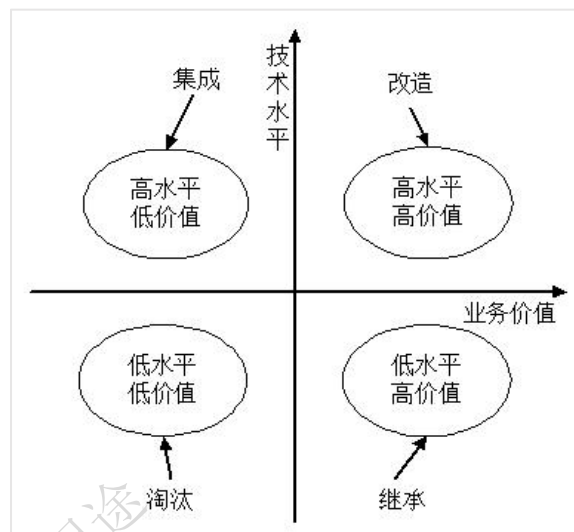 技术水平
集成
改造
高水平
低价值
高水平
高价值
业务价值
低水平
低价值
低水平
高价值
淘汰
继承
途